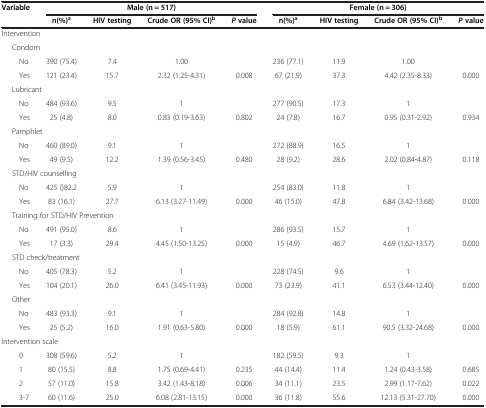 Variable Male (n = 517) Female (n = 306)
n(%)a HIV testing Crude OR (95% CI)b P value n(%)a HIV testing Crude OR (95% CI)b P value
Intervention
Condom
No 390 (75.4) 7.4 1.00 236 (77.1) 11.9 1.00
Yes 121 (23.4) 15.7 2.32 (1.25-4.31) 0.008 67 (21.9) 37.3 4.42 (2.35-8.33) 0.000
Lubricant
No 484 (93.6) 9.5 1 277 (90.5) 17.3 1
Yes 25 (4.8) 8.0 0.83 (0.19-3.63) 0.802 24 (7.8) 16.7 0.95 (0.31-2.92) 0.934
Pamphlet
No 460 (89.0) 9.1 1 272 (88.9) 16.5 1
Yes 49 (9.5) 12.2 1.39 (0.56-3.45) 0.480 28 (9.2) 28.6 2.02 (0.84-4.87) 0.118
STD/HIV counselling
No 425 ()82.2 5.9 1 254 (83.0) 11.8 1
Yes 83 (16.1) 27.7 6.13 (3.27-11.49) 0.000 46 (15.0) 47.8 6.84 (3.42-13.68) 0.000
Training for STD/HIV Prevention
No 491 (95.0) 8.6 1 286 (93.5) 15.7 1
Yes 17 (3.3) 29.4 4.45 (1.50-13.25) 0.000 15 (4.9) 46.7 4.69 (1.62-13.57) 0.000
STD check/treatment
No 405 (78.3) 5.2 1 228 (74.5) 9.6 1
Yes 104 (20.1) 26.0 6.41 (3.45-11.93) 0.000 73 (23.9) 41.1 6.53 (3.44-12.40) 0.000
Other
No 483 (93.3) 9.1 1 284 (92.8) 14.8 1
Yes 25 (5.2) 16.0 1.91 (0.63-5.80) 18 (5.9) 61.1 90.5 (3.32-24.68) 0.000
Intervention scale
0 308 (59.6) 5.2 1 182 (59.5) 9.3 1
1 80 (15.5) 8.8 1.75 (0.69-4.41) 0.235 44 (14.4) 11.4 1.24 (0.43-3.58) 0.685
2 57 (11.0) 15.8 3.42 (1.43-8.18) 0.006 34 (11.1) 23.5 2.99 (1.17-7.62) 0.022
3-7 60 (11.6) 25.0 6.08 (2.81-13.15) 0.000 36 (11.8) 55.6 12.13 (5.31-27.70) 0.000